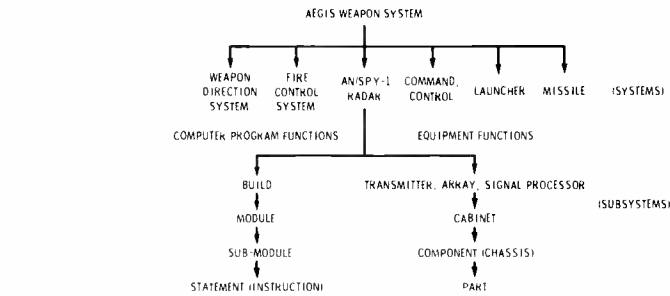 AEGIS WEAPON SYSTEM
WEAPON DIRECTION SYSTEM
FIRE CONTROL SYSTEM
AN/SPY-1 RADAR
COMMAND, CONTROL
LAUNCHER
MISSILE
(SYSTEMS)
COMPUTER PROGRAM FUNCTIONS
EQUIPMENT FUNCTIONS
BUILD
TRANSMITTER, ARRAY, SIGNAL PROCESSOR
(SUBSYSTEMS)
MODULE
CABINET
SUB-MODULE
COMPONENT (CHASSIS)
STATEMENT (INSTRUCTION)
PART